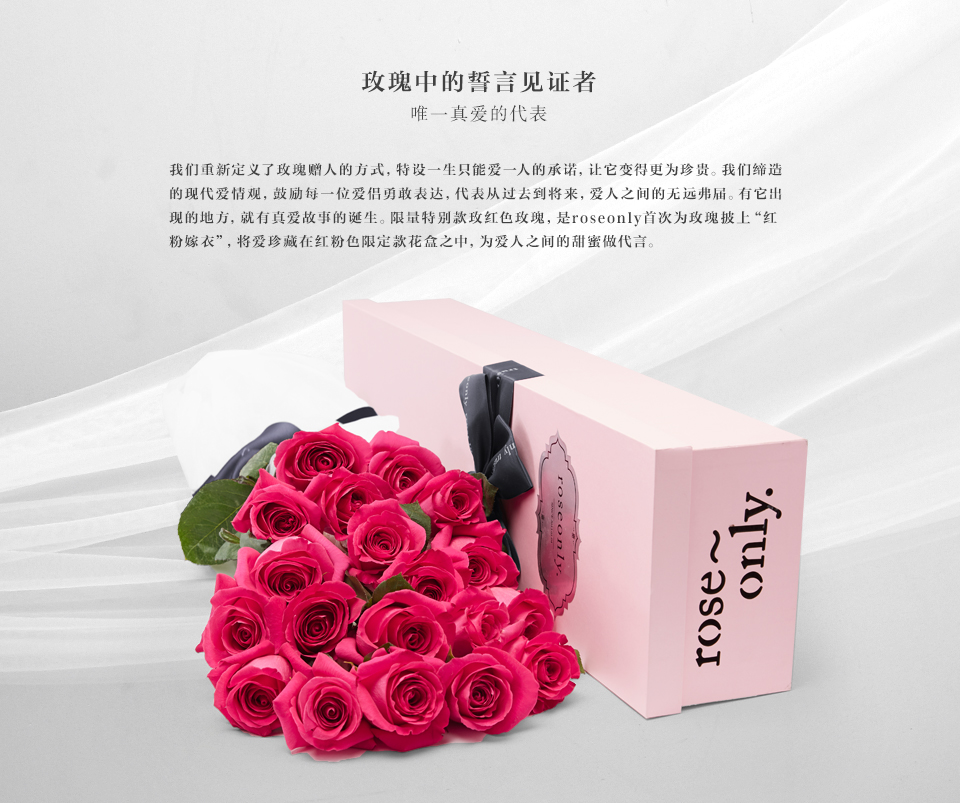 玫瑰中的誓言见证者
唯一真爱的代表
我们重新定义了玫瑰赠人的方式, 特设一生只能爱一人的承诺, 让它变得更为珍贵。我们缔造
的现代爱情观, 鼓励每一位爱侣勇敢表达, 代表从过去到将来, 爱人之间的无远弗届。有它出
现的地方, 就有真爱故事的诞生。限量特别款玫红色玫瑰, 是roseonly首次为玫瑰披上“红
粉嫁衣”, 将爱珍藏在红粉色限定款花盒之中, 为爱人之间的甜蜜做代言。
roseonly.
rose~
only.